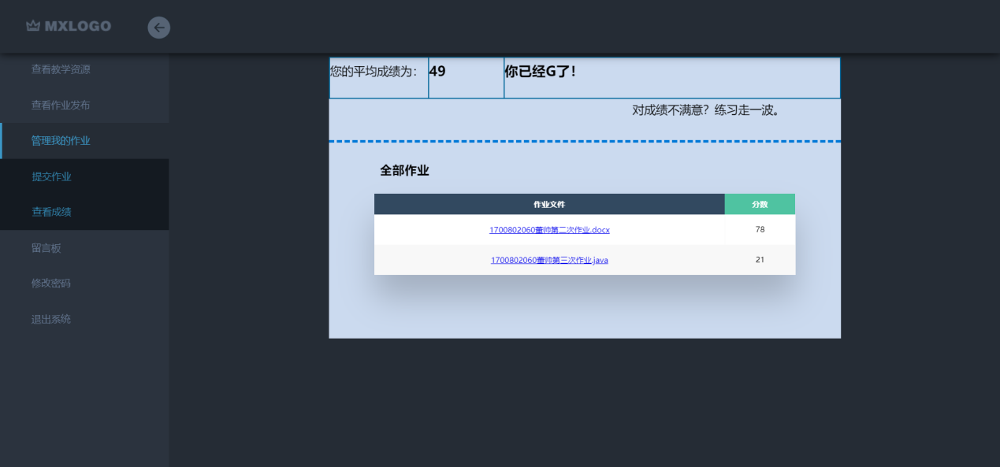 MXLOGO
查看教学资源
查看作业发布
管理我的作业
提交作业
查看成绩
留言板
修改密码
退出系统
您的平均成绩为： 49 你已经G了！
对成绩不满意？练习走一波。
全部作业
作业文件 分数
1700802060董帅第二次作业.docx 78
1700802060董帅第三次作业.java 21